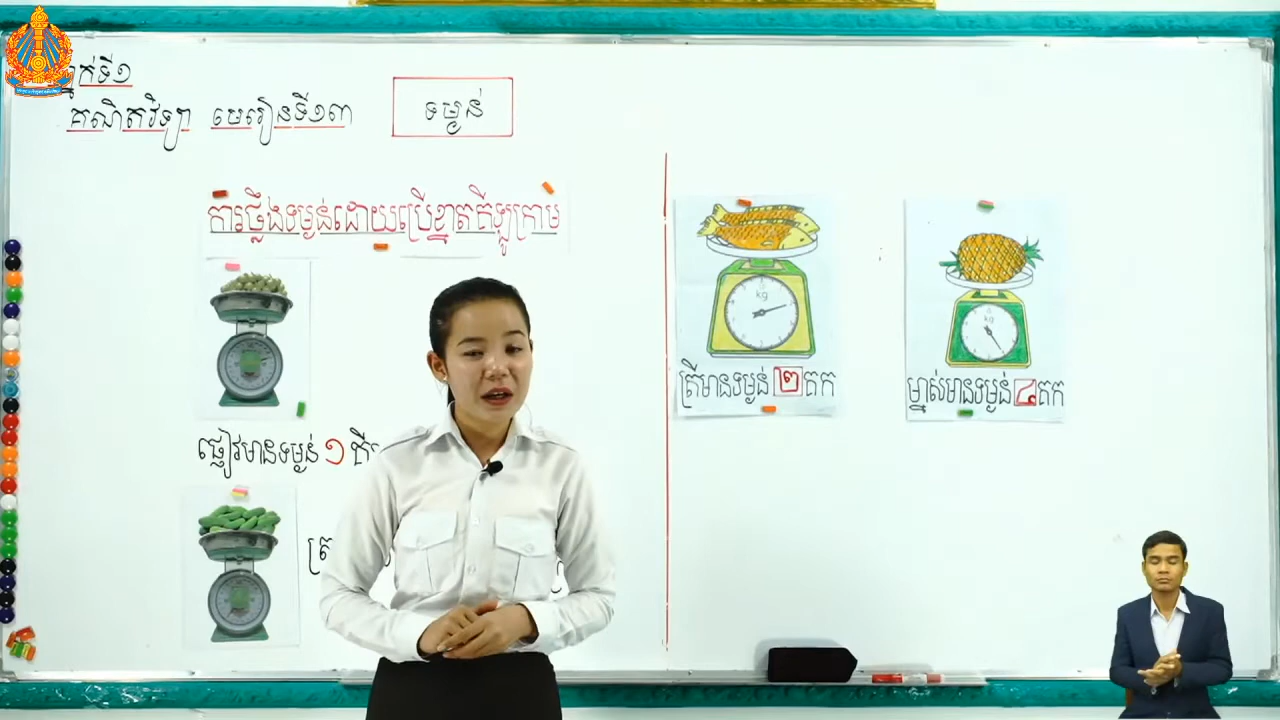 ថ្នាក់ទី១
គណិតវិទ្យា មេរៀនទី១៣
ទម្ងន់
ការថ្លឹងទម្ងន់ដោយប្រើខ្នាតគីឡូក្រាម
ផ្លៀវមានទម្ងន់ ១
kg
ត្រីមានទម្ងន់ ២ គក
kg
ម្នាស់មានទម្ងន់ ៤ គក